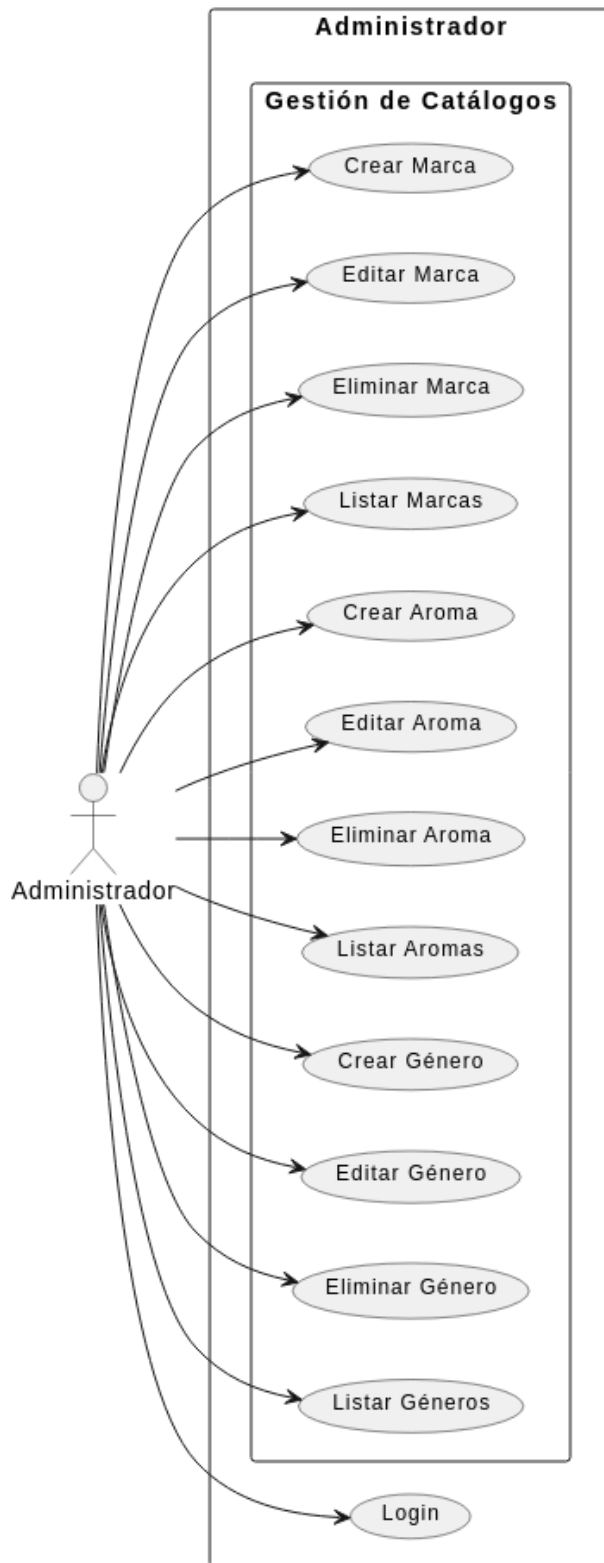 Administrador
Gestión de Catálogos
Crear Marca
Editar Marca
Eliminar Marca
Listar Marcas
Crear Aroma
Editar Aroma
Eliminar Aroma
Administrador
Listar Aromas
Crear Género
Editar Género
Eliminar Género
Listar Géneros
Login